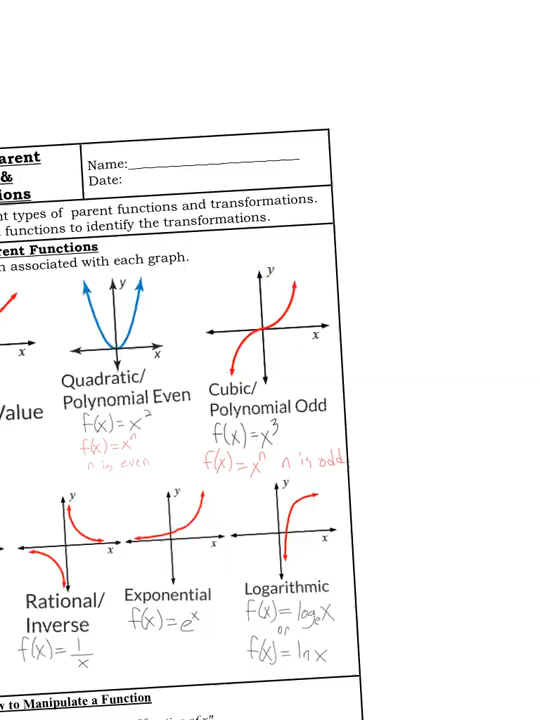 arent
&
ions
Name:
Date:
nt types of parent functions and transformations.
functions to identify the transformations.
rent Functions
n associated with each graph.
y
x
y
x
y
x
Value
Quadratic/
Polynomial Even
f(x)=x²
f(x)=xⁿ
n is even
Cubic/
Polynomial Odd
f(x)=x³
f(x)=xⁿ n is odd
y
x
y
x
y
x
Rational/
Inverse
f(x)=1/x
Exponential
f(x)=eˣ
Logarithmic
f(x)=logₑx
or
f(x)=ln x
w to Manipulate a Function